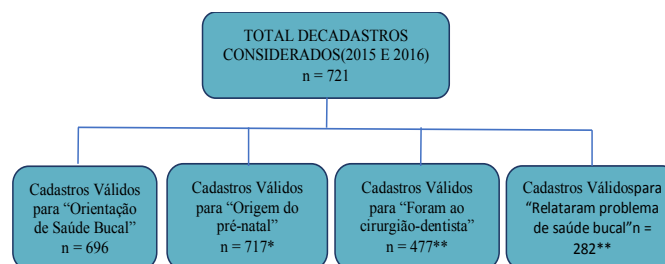 TOTAL DECADASTROS
CONSIDERADOS(2015 E 2016)
n = 721
Cadastros Válidos
para “Orientação
de Saúde Bucal”
n = 696
Cadastros Válidos
para “Origem do
pré-natal”
n = 717*
Cadastros Válidos
para “Foram ao
cirurgião-dentista”
n = 477**
Cadastros Válidospara
“Relataram problema
de saúde bucal”n =
282**